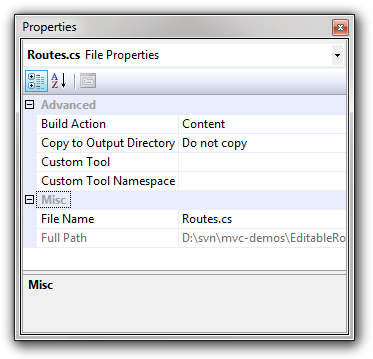 Properties
Routes.cs File Properties
Advanced
Build Action Content
Copy to Output Directory Do not copy
Custom Tool
Custom Tool Namespace
Misc
File Name Routes.cs
Full Path D:\svn\mvc-demos\EditableRo
Misc